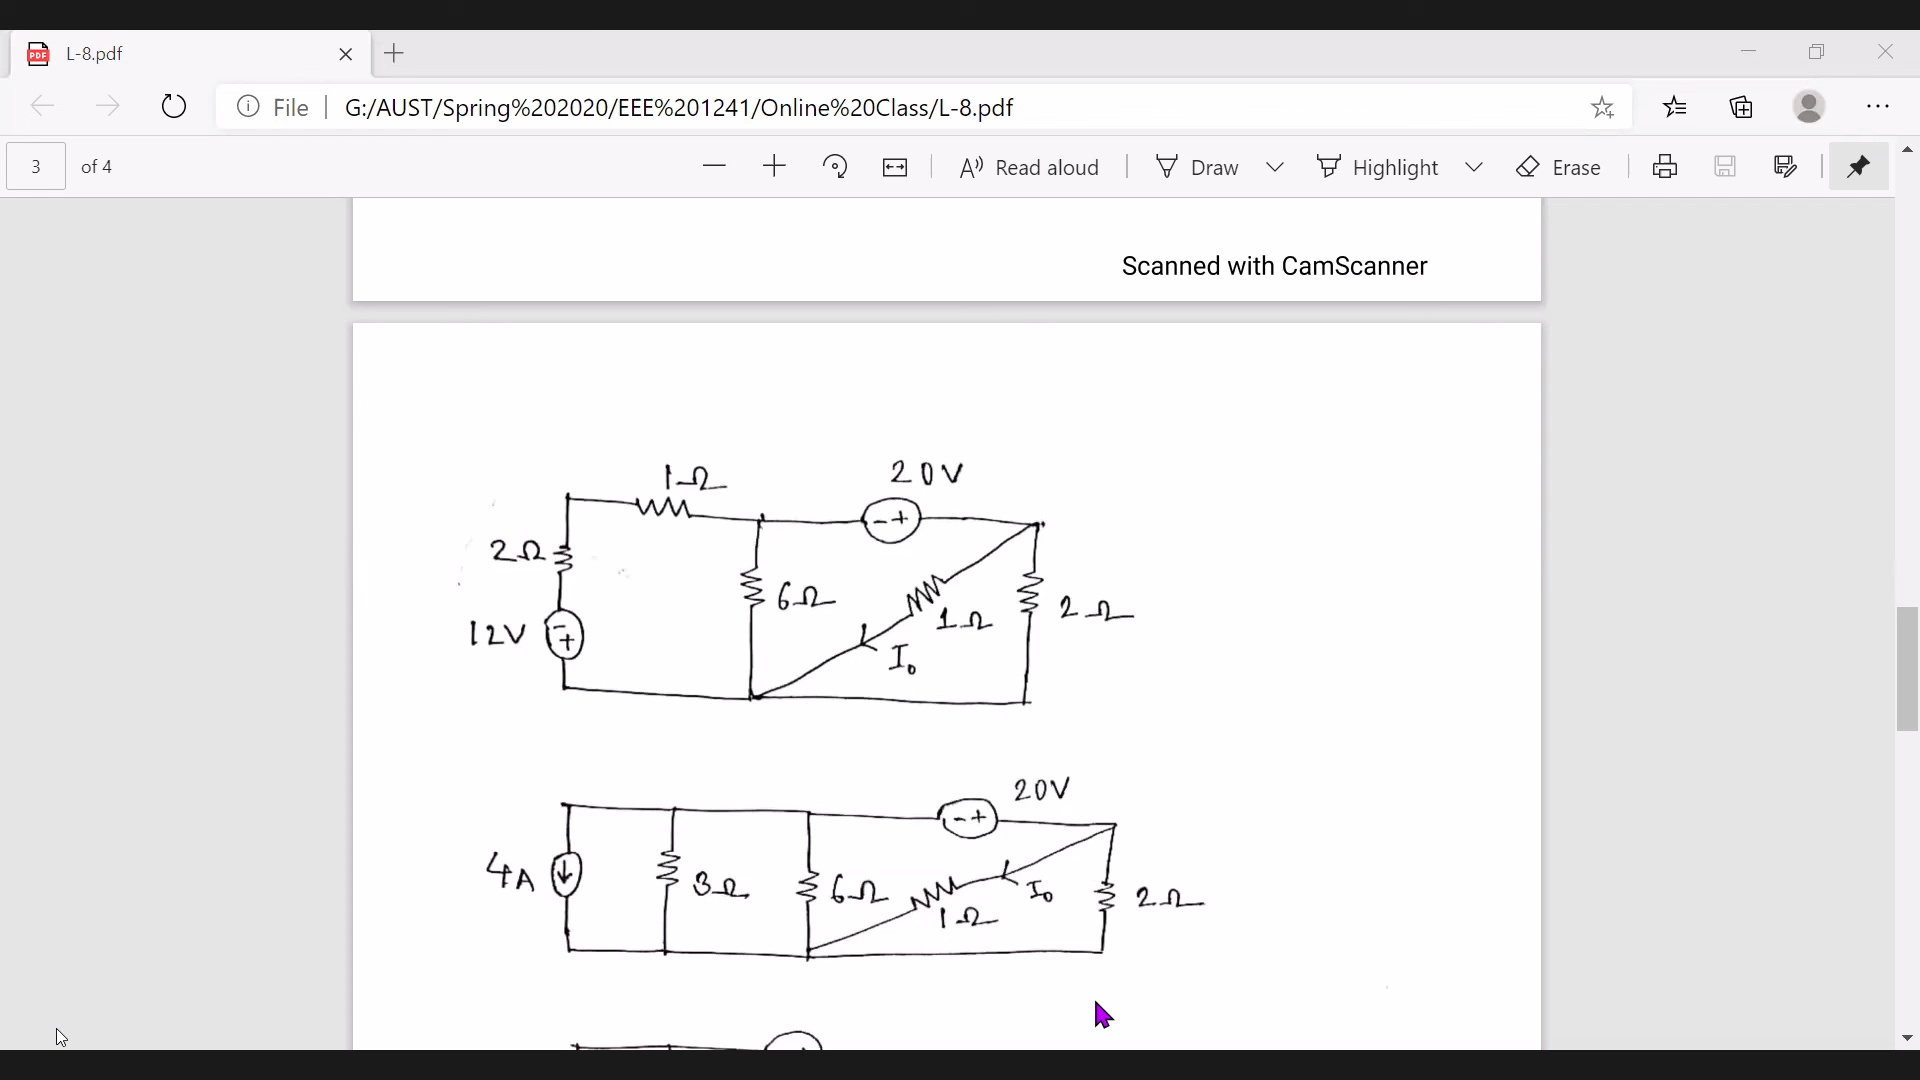 L-8.pdf
File | G:/AUST/Spring%202020/EEE%201241/Online%20Class/L-8.pdf
3 of 4
Read aloud Draw Highlight Erase
Scanned with CamScanner
1Ω 20V
2Ω
12V - + 6Ω - + 1Ω I₀ 2Ω
20V
4A 3Ω 6Ω - + 1Ω I₀ 2Ω